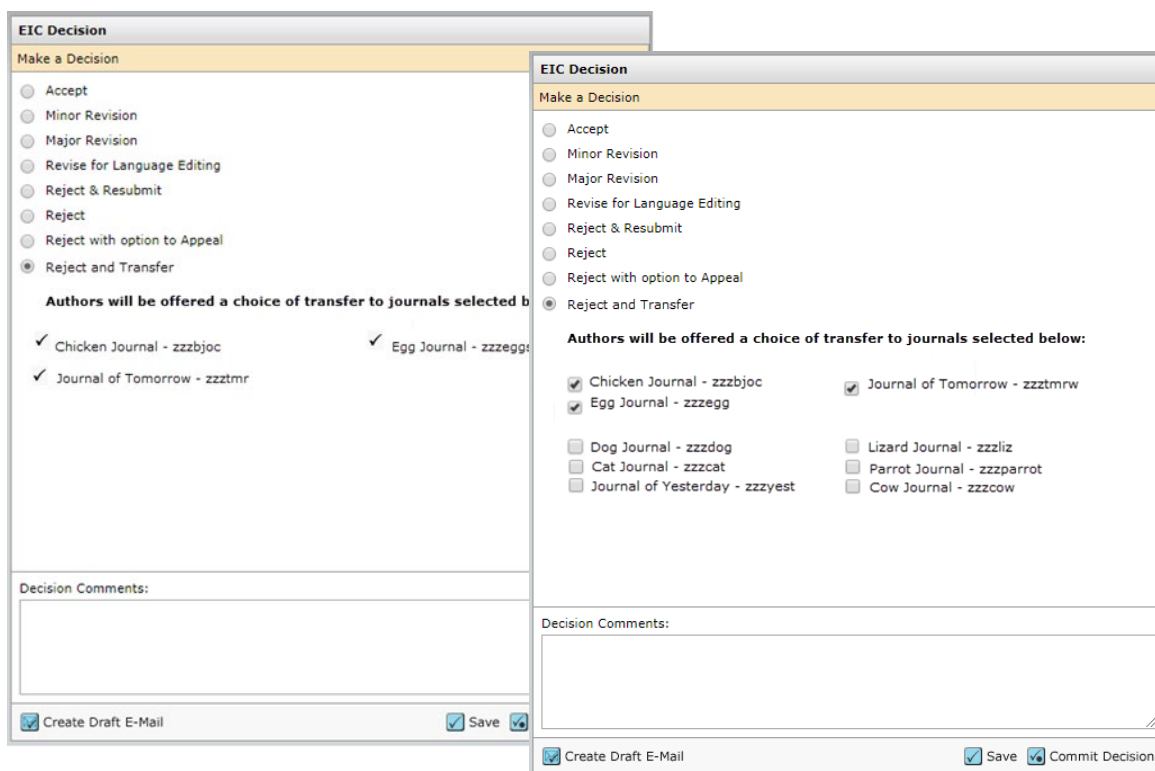 EIC Decision
Make a Decision
Accept
Minor Revision
Major Revision
Revise for Language Editing
Reject & Resubmit
Reject
Reject with option to Appeal
Reject and Transfer
Authors will be offered a choice of transfer to journals selected b
Chicken Journal - zzzbjoc Egg Journal - zzzeggs
Journal of Tomorrow - zzztmr
Decision Comments:
Create Draft E-Mail Save
EIC Decision
Make a Decision
Accept
Minor Revision
Major Revision
Revise for Language Editing
Reject & Resubmit
Reject
Reject with option to Appeal
Reject and Transfer
Authors will be offered a choice of transfer to journals selected below:
Chicken Journal - zzzbjoc Journal of Tomorrow - zzztmrw
Egg Journal - zzzegg
Dog Journal - zzzdog Lizard Journal - zzzliz
Cat Journal - zzzcat Parrot Journal - zzzparrot
Journal of Yesterday - zzzyest Cow Journal - zzzcow
Decision Comments:
Create Draft E-Mail Save Commit Decision